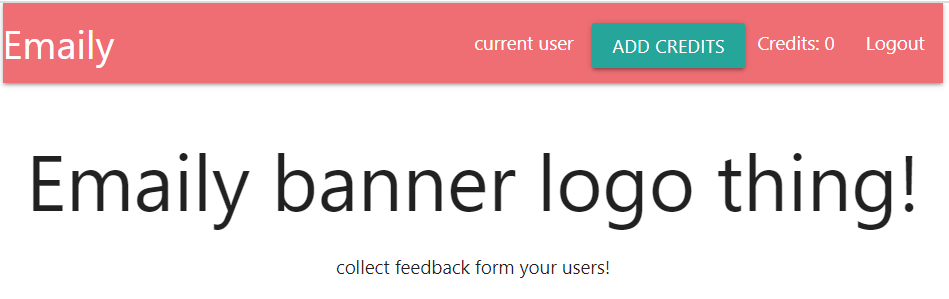 Emaily current user ADD CREDITS Credits: 0 Logout
Emaily banner logo thing!
collect feedback form your users!